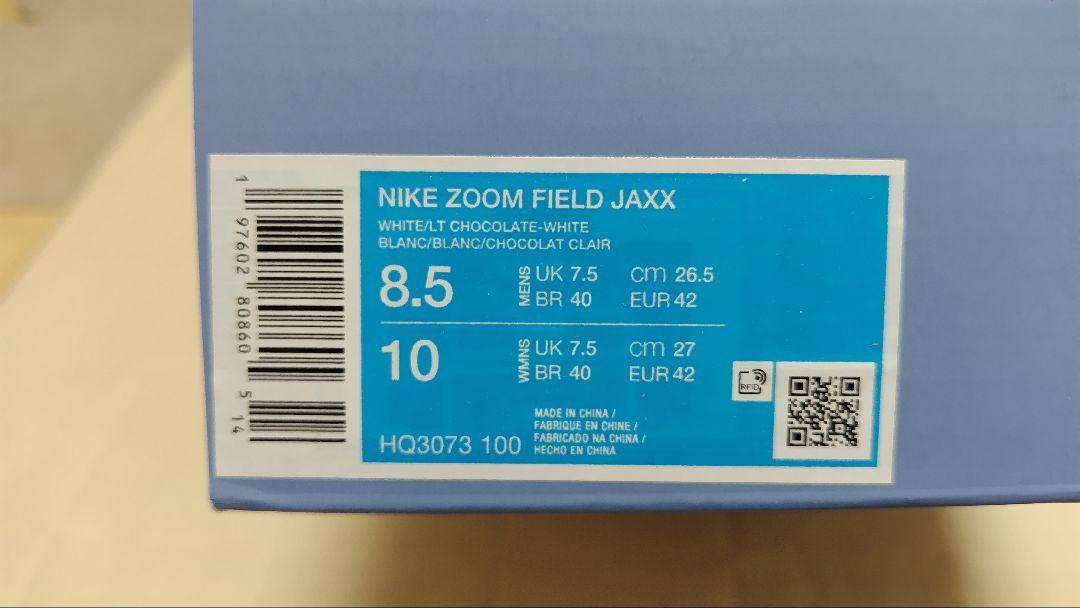 NIKE ZOOM FIELD JAXX
WHITE/LT CHOCOLATE-WHITE
BLANC/BLANC/CHOCOLAT CLAIR
8.5 MENS UK 7.5 cm 26.5
BR 40 EUR 42
10 WMNS UK 7.5 cm 27
BR 40 EUR 42
RFID
MADE IN CHINA /
FABRIQUE EN CHINE /
FABRICADO NA CHINA /
HECHO EN CHINA
HQ3073 100
1 97602 80860 5 14